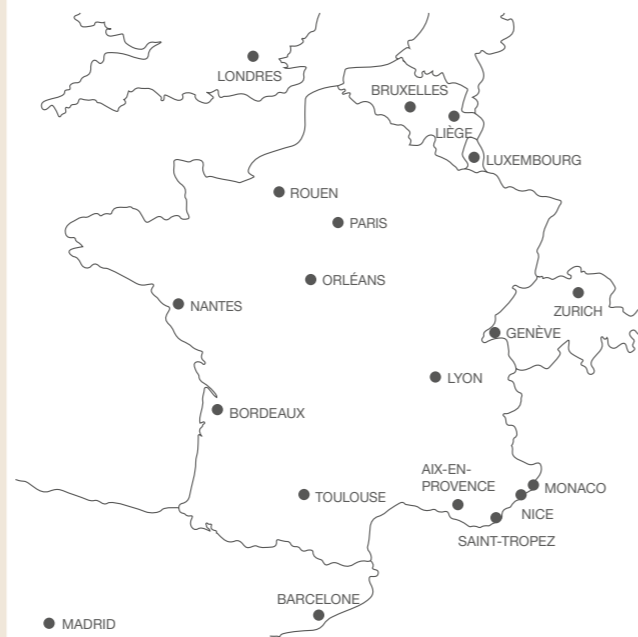 LONDRES
BRUXELLES
LIÈGE
LUXEMBOURG
ROUEN
PARIS
ORLÉANS
NANTES
ZURICH
GENÈVE
LYON
BORDEAUX
AIX-EN-
PROVENCE
TOULOUSE
MONACO
NICE
SAINT-TROPEZ
BARCELONE
MADRID